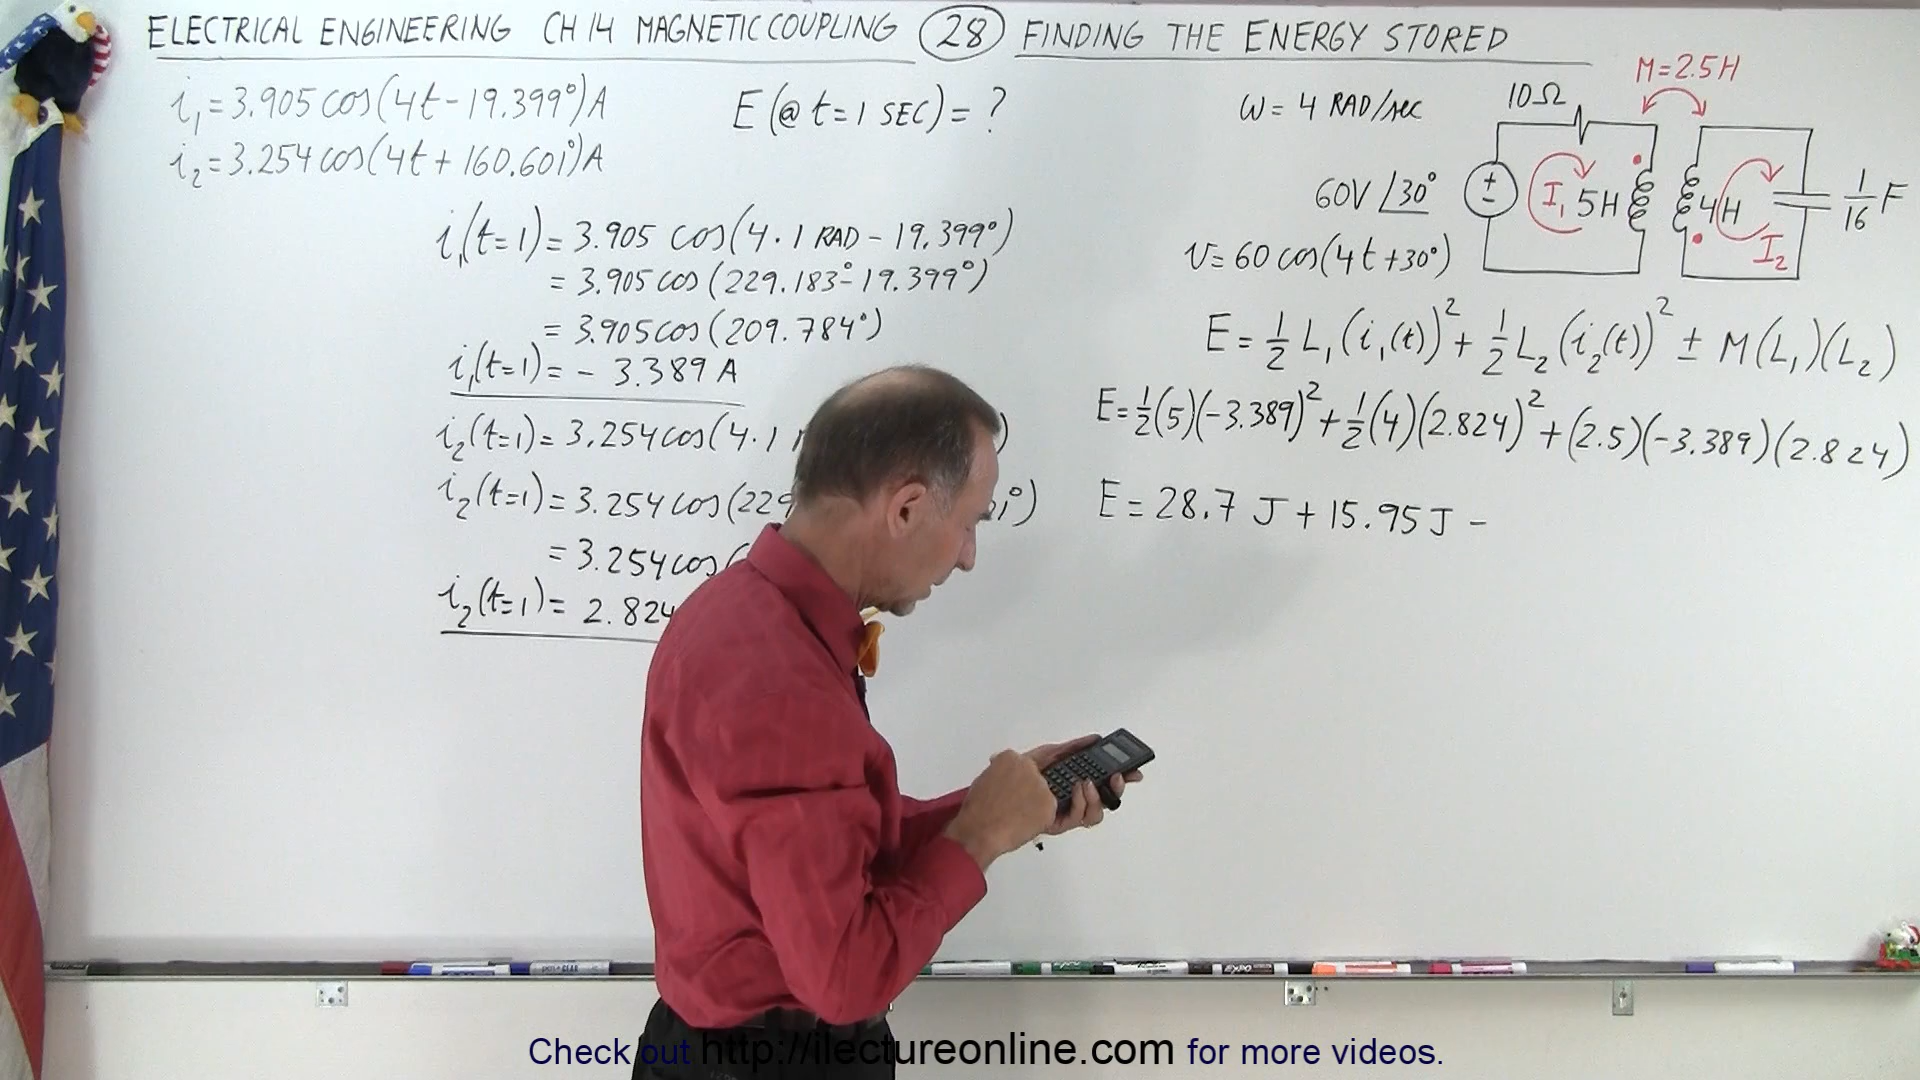 ELECTRICAL ENGINEERING CH 14 MAGNETIC COUPLING 28 FINDING THE ENERGY STORED
i₁ = 3.905 cos(4t - 19.399°)A
i₂ = 3.254 cos(4t + 160.601°)A
E (@ t = 1 SEC) = ?
i₁(t=1) = 3.905 cos(4 · 1 RAD - 19.399°)
= 3.905 cos(229.183° - 19.399°)
= 3.905 cos(209.784°)
i₁(t=1) = - 3.389 A
i₂(t=1) = 3.254 cos(4 · 1 )
i₂(t=1) = 3.254 cos(229 1°)
= 3.254 cos(
i₂(t=1) = 2.824
ω = 4 RAD/sec
M = 2.5H
10Ω
60V ∠30°
+
-
I₁
5H
4H
I₂
1/16 F
v = 60 cos(4t + 30°)
E = ½ L₁ (i₁(t))² + ½ L₂ (i₂(t))² ± M(L₁)(L₂)
E = ½(5)(-3.389)² + ½(4)(2.824)² + (2.5)(-3.389)(2.824)
E = 28.7 J + 15.95 J -
Check out http://ilectureonline.com for more videos.